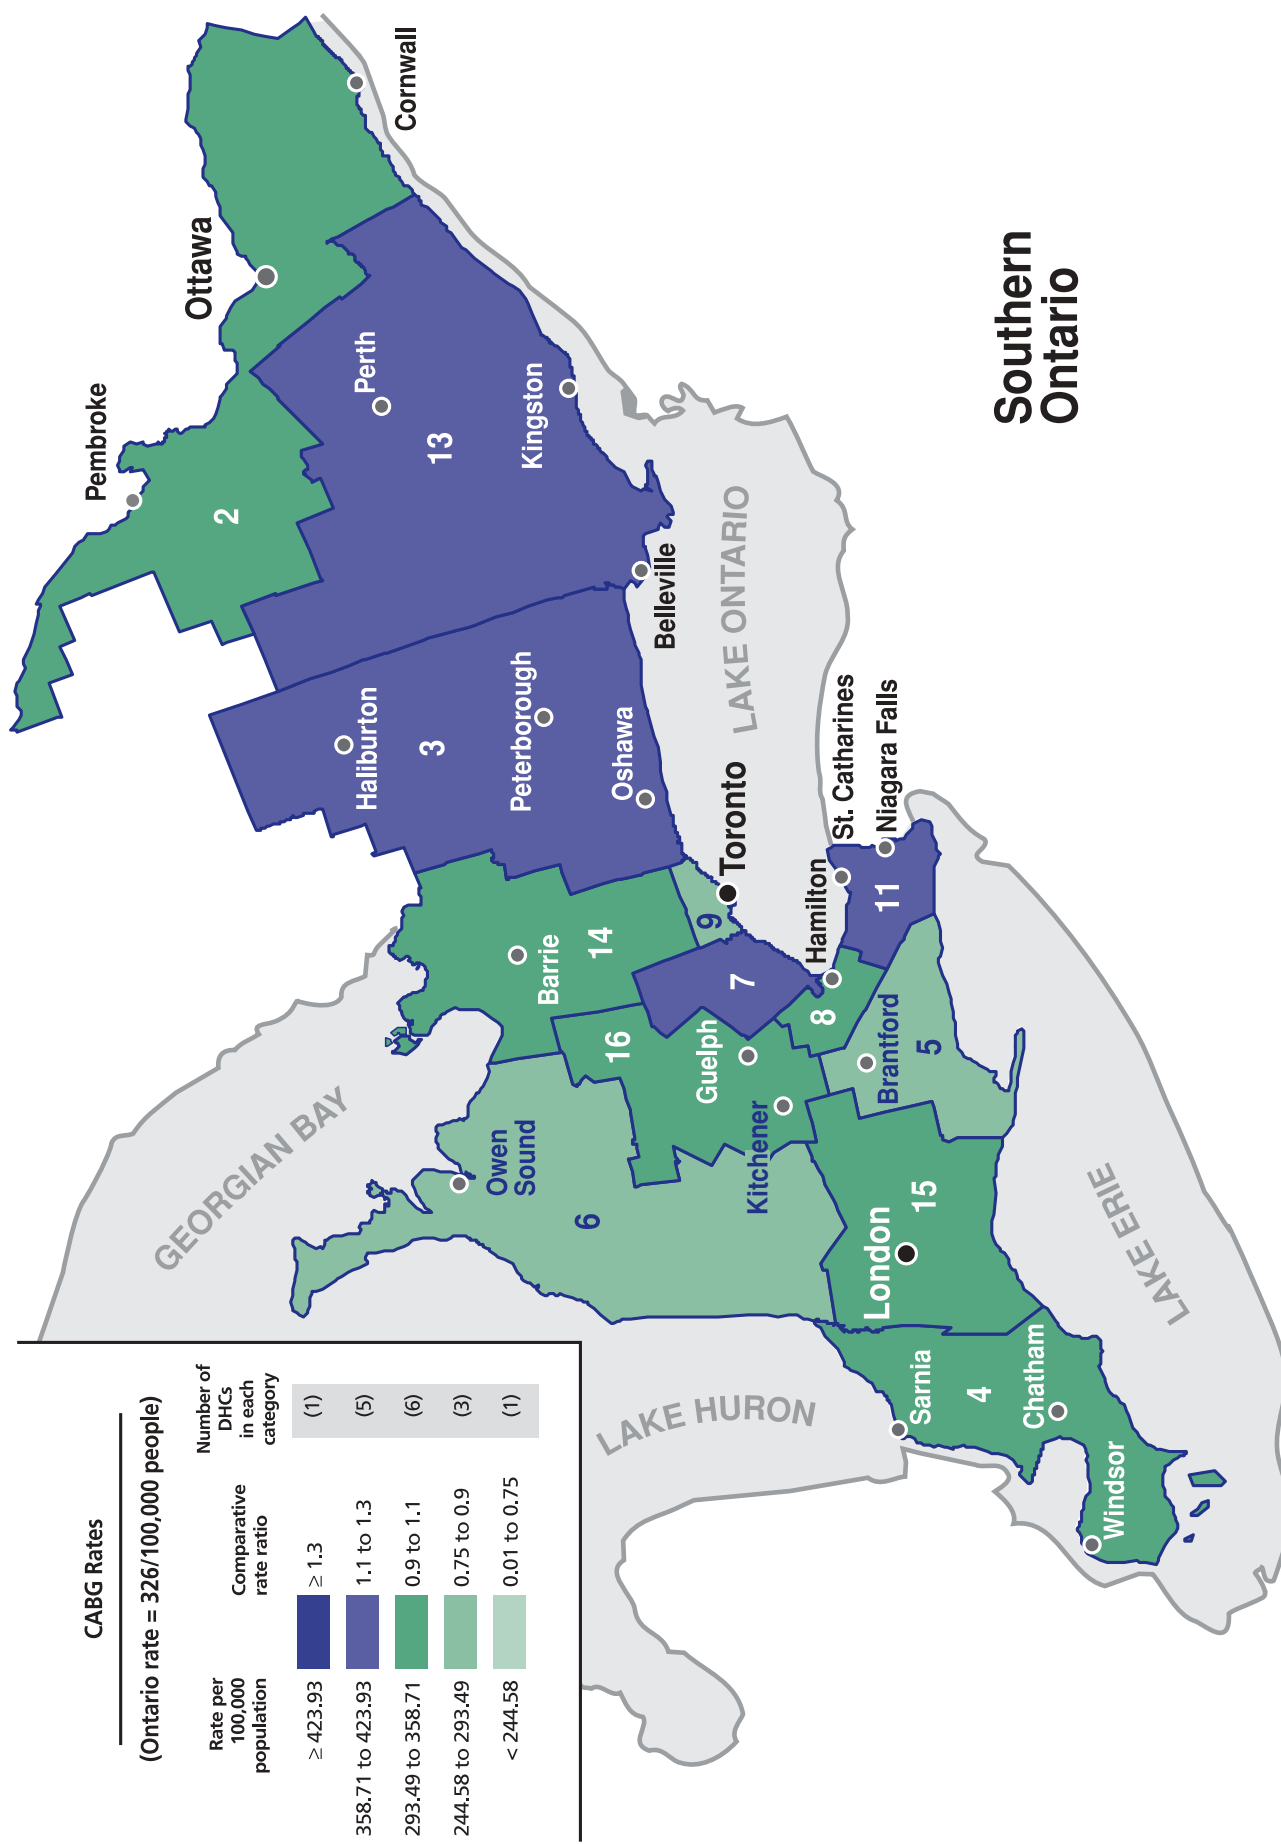 CABG Rates
(Ontario rate = 326/100,000 people)
Rate per
100,000
population
Comparative
rate ratio
Number of
DHCs
in each
category
≥ 423.93 ≥ 1.3 (1)
358.71 to 423.93 1.1 to 1.3 (5)
293.49 to 358.71 0.9 to 1.1 (6)
244.58 to 293.49 0.75 to 0.9 (3)
< 244.58 0.01 to 0.75 (1)
Pembroke
Ottawa
Cornwall
2
Perth
13
Kingston
Belleville
Haliburton
3
Peterborough
Oshawa
GEORGIAN BAY
Barrie
14
9
Toronto
LAKE ONTARIO
Owen
Sound
6
16
7
Guelph
Kitchener
8
Hamilton
St. Catharines
Niagara Falls
11
Brantford
5
London
15
LAKE HURON
Sarnia
4
Chatham
Windsor
LAKE ERIE
Southern
Ontario